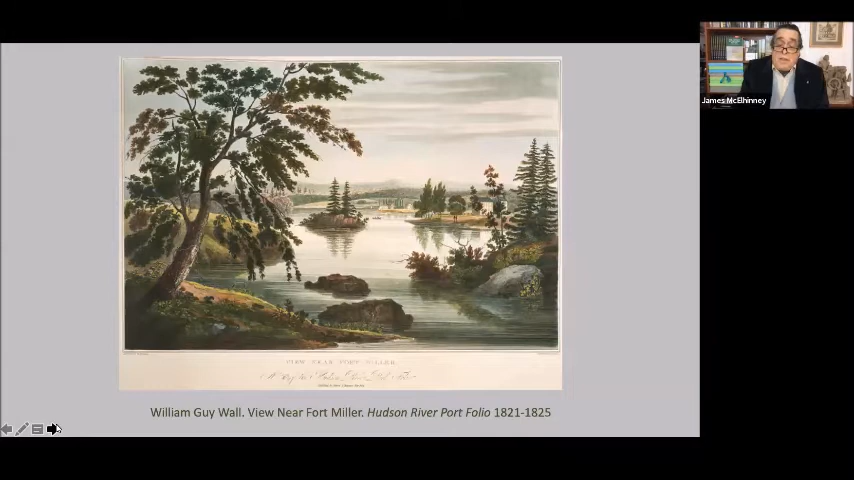 James McElhinney
VIEW NEAR FORT MILLER.
William Guy Wall. View Near Fort Miller. Hudson River Port Folio 1821-1825